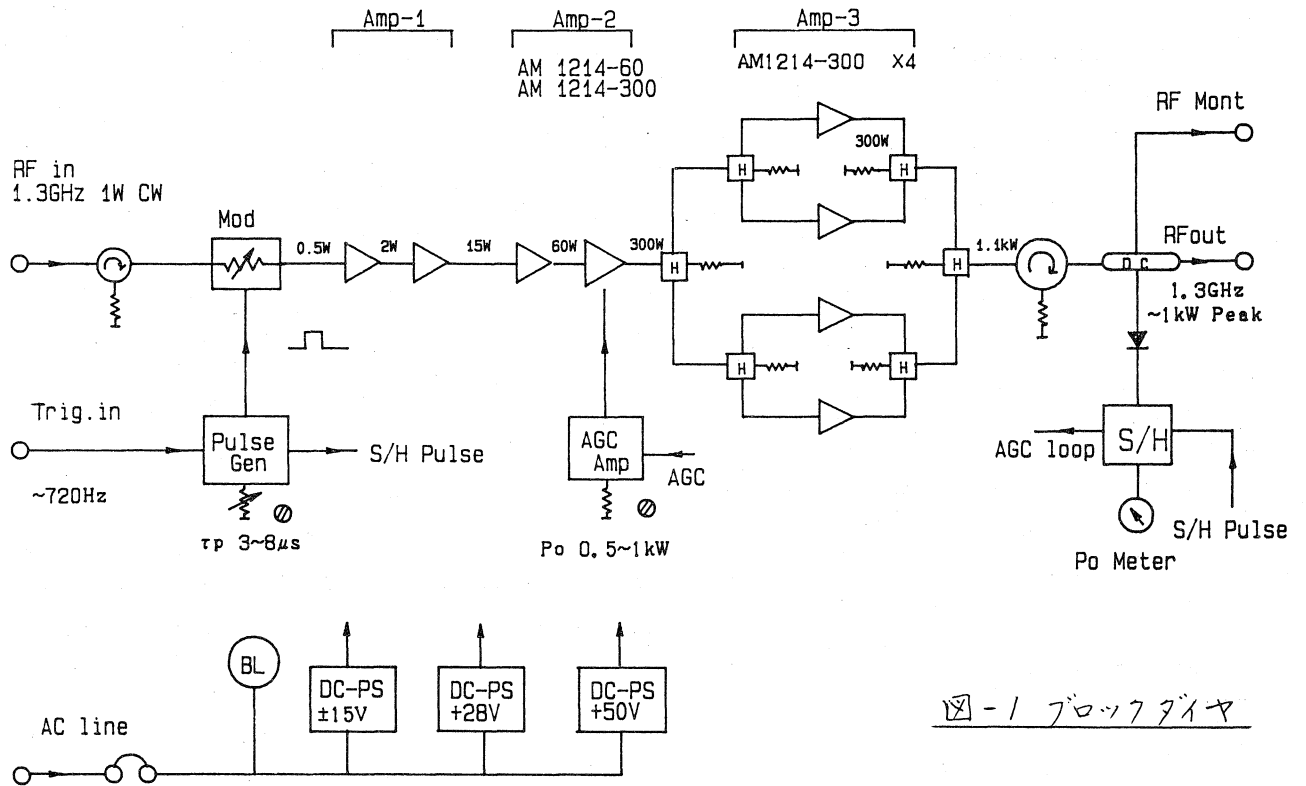 Amp-1
Amp-2
Amp-3
AM 1214-60
AM 1214-300
AM1214-300 X4
RF Mont
RF in
1.3GHz 1W CW
Mod
0.5W
2W
15W
60W
300W
H
H
H
300W
H
H
H
1.1kW
D C
RFout
1.3GHz
~1kW Peak
Trig.in
~720Hz
Pulse
Gen
S/H Pulse
τp 3~8μs
AGC
Amp
AGC
Po 0.5~1kW
AGC loop
S/H
S/H Pulse
Po Meter
AC line
BL
DC-PS
±15V
DC-PS
+28V
DC-PS
+50V
図-1 ブロックダイヤ